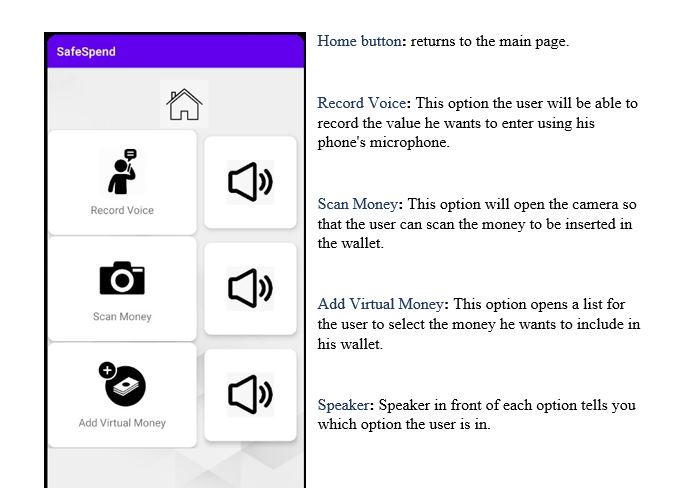 SafeSpend
Record Voice
Scan Money
Add Virtual Money
Home button: returns to the main page.
Record Voice: This option the user will be able to
record the value he wants to enter using his
phone's microphone.
Scan Money: This option will open the camera so
that the user can scan the money to be inserted in
the wallet.
Add Virtual Money: This option opens a list for
the user to select the money he wants to include in
his wallet.
Speaker: Speaker in front of each option tells you
which option the user is in.